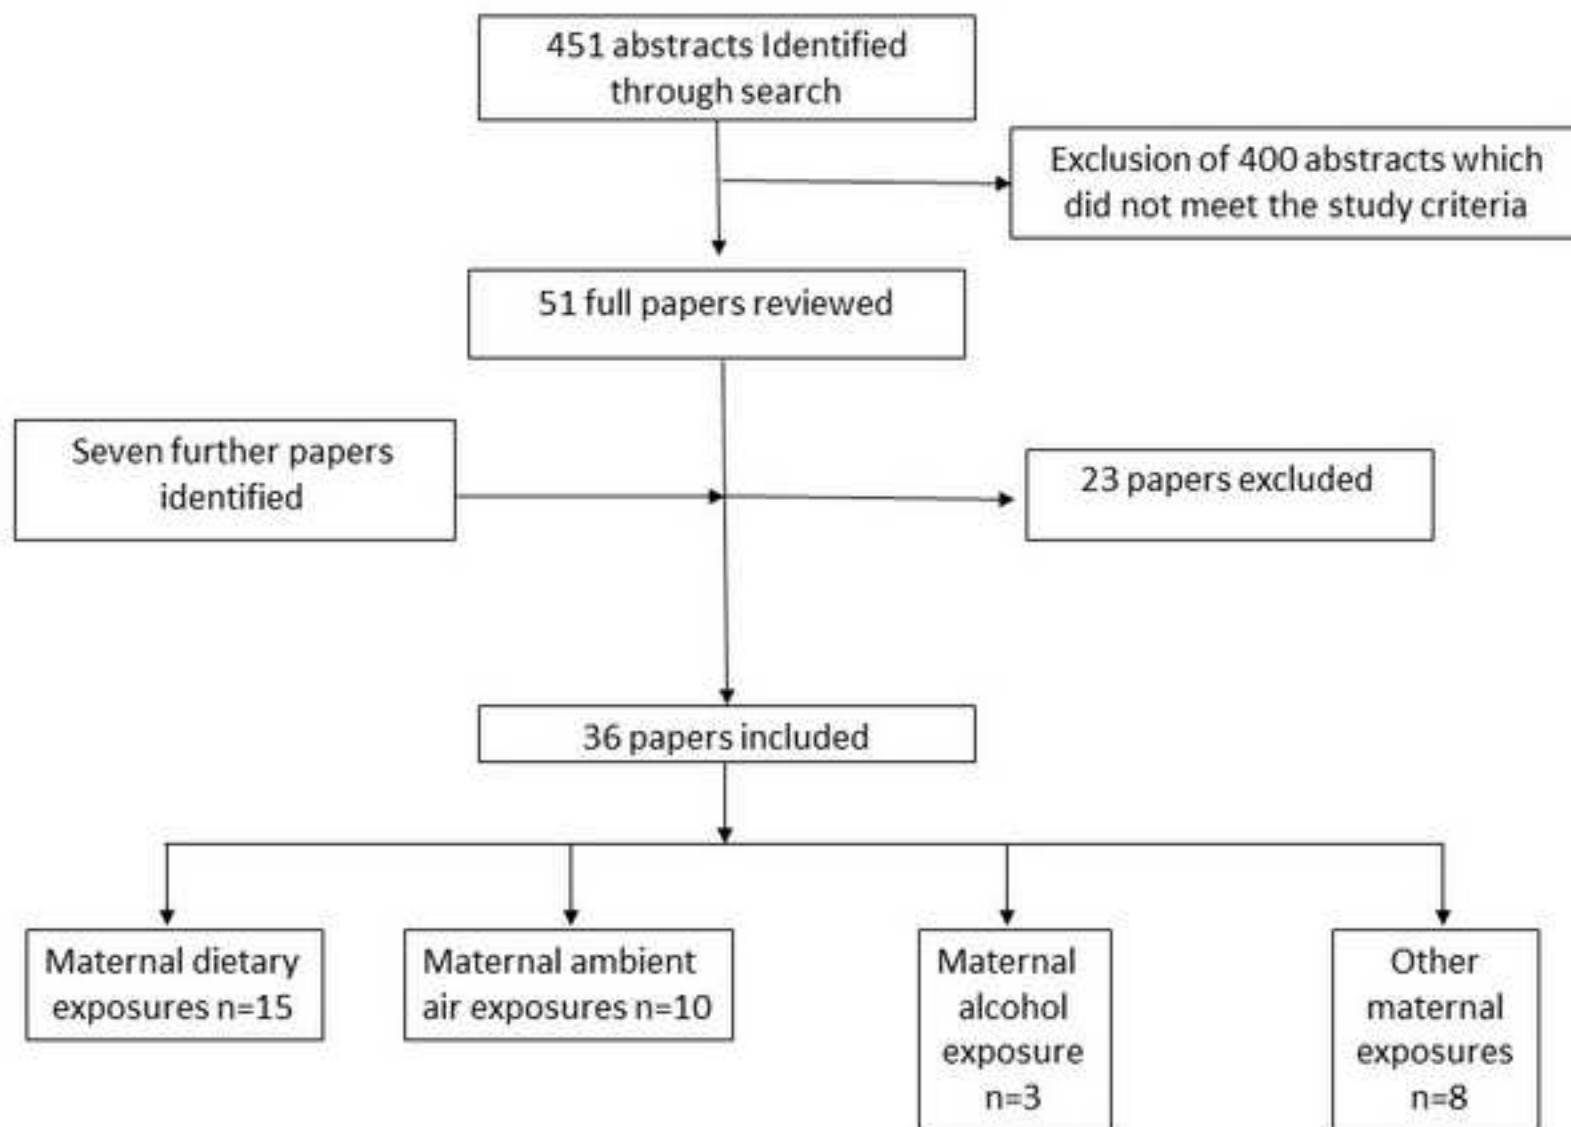 451 abstracts Identified
through search
Exclusion of 400 abstracts which
did not meet the study criteria
51 full papers reviewed
Seven further papers
identified
23 papers excluded
36 papers included
Maternal dietary
exposures n=15
Maternal ambient
air exposures n=10
Maternal
alcohol
exposure
n=3
Other
maternal
exposures
n=8